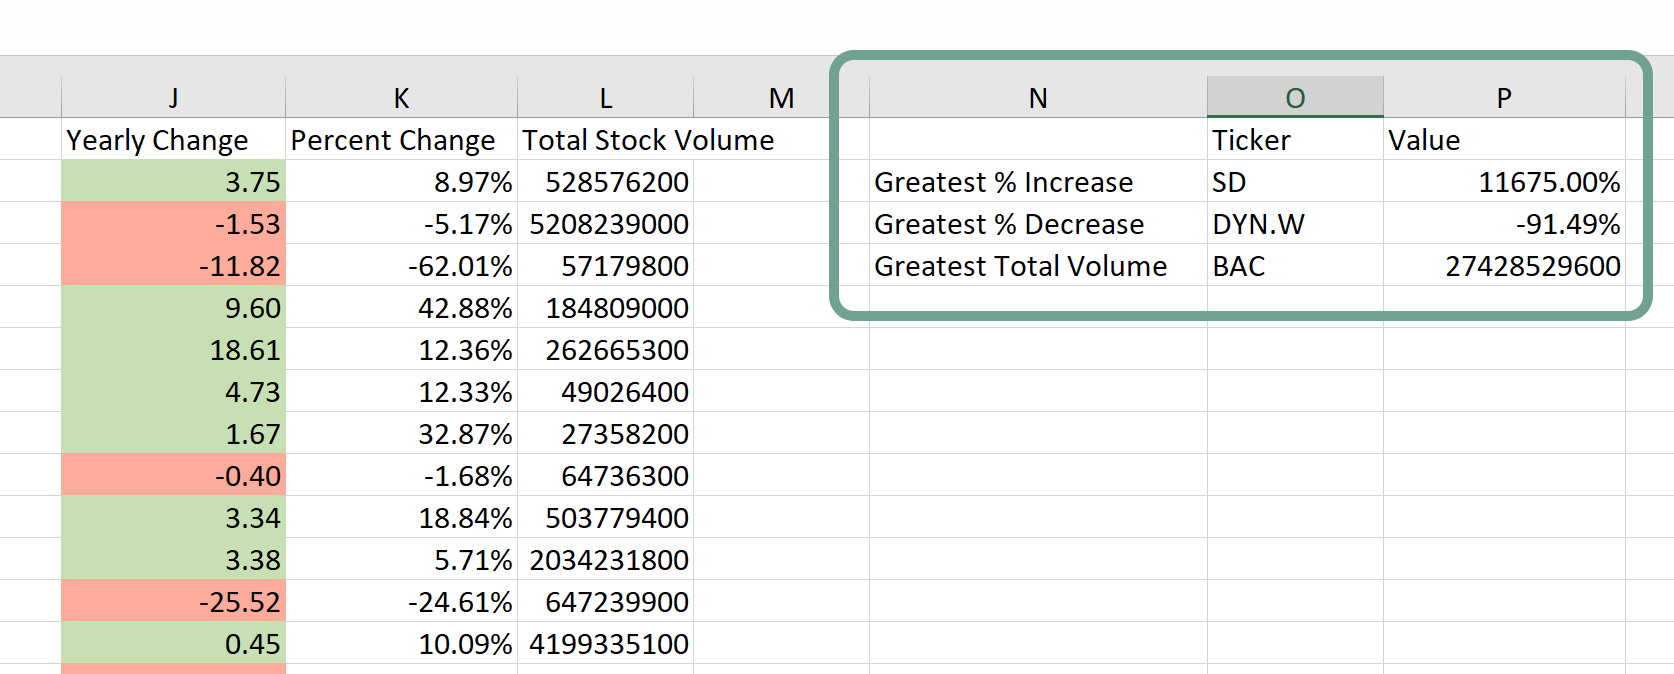 J K L M N O P
Yearly Change Percent Change Total Stock Volume Ticker Value
3.75 8.97% 528576200 Greatest % Increase SD 11675.00%
-1.53 -5.17% 5208239000 Greatest % Decrease DYN.W -91.49%
-11.82 -62.01% 57179800 Greatest Total Volume BAC 27428529600
9.60 42.88% 184809000
18.61 12.36% 262665300
4.73 12.33% 49026400
1.67 32.87% 27358200
-0.40 -1.68% 64736300
3.34 18.84% 503779400
3.38 5.71% 2034231800
-25.52 -24.61% 647239900
0.45 10.09% 4199335100